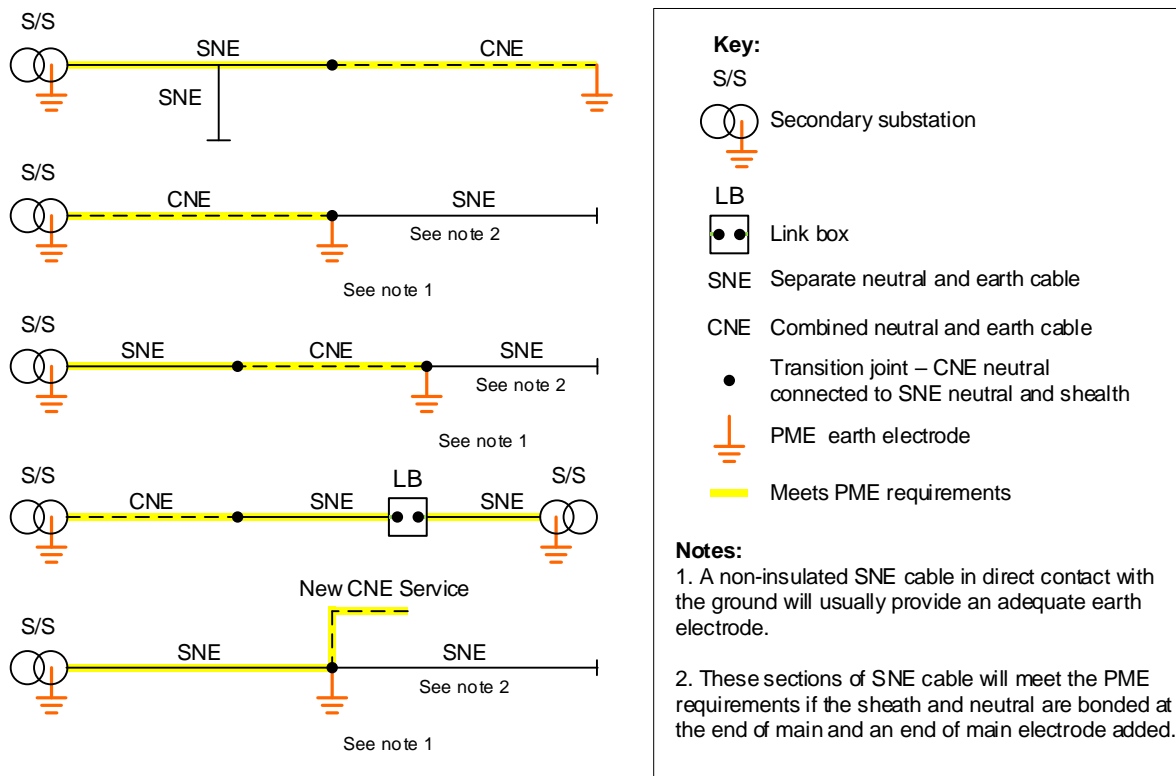 S/S
SNE
CNE
SNE
S/S
CNE
SNE
See note 2
See note 1
S/S
SNE
CNE
SNE
See note 2
See note 1
S/S
CNE
SNE
LB
SNE
S/S
New CNE Service
S/S
SNE
SNE
See note 2
See note 1
Key:
S/S
Secondary substation
LB
Link box
SNE Separate neutral and earth cable
CNE Combined neutral and earth cable
Transition joint – CNE neutral
connected to SNE neutral and shealth
PME earth electrode
Meets PME requirements
Notes:
1. A non-insulated SNE cable in direct contact with
the ground will usually provide an adequate earth
electrode.
2. These sections of SNE cable will meet the PME
requirements if the sheath and neutral are bonded at
the end of main and an end of main electrode added.